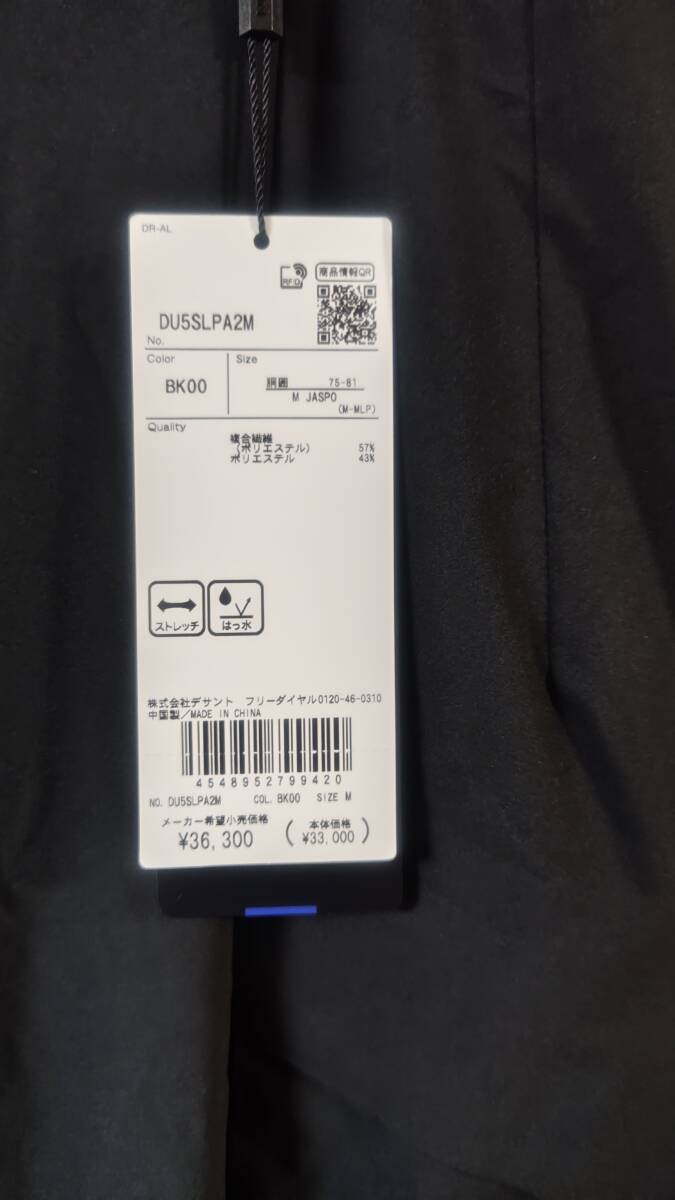 DR-AL
RFID
商品情報QR
DU5SLPA2M
No.
Color
Size
BK00
胴囲 75-81
M JASPO
(M-MLP)
Quality
複合繊維
(ポリエステル) 57%
ポリエステル 43%
ストレッチ
はっ水
株式会社デサント フリーダイヤル0120-46-0310
中国製/MADE IN CHINA
4548952799420
NO. DU5SLPA2M COL. BK00 SIZE M
メーカー希望小売価格
¥36,300
(本体価格
¥33,000)